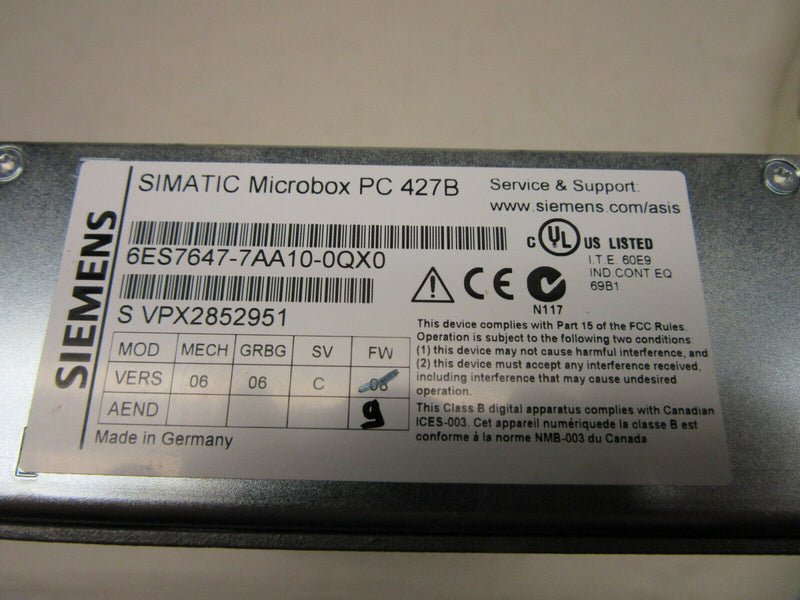 SIEMENS
SIMATIC Microbox PC 427B
Service & Support:
www.siemens.com/asis
6ES7647-7AA10-0QX0
S VPX2852951
C UL US LISTED
I.T.E. 60E9
IND.CONT EQ
69B1
CE
N117
MOD MECH GRBG SV FW
VERS 06 06 C 08
AEND 9
Made in Germany
This device complies with Part 15 of the FCC Rules.
Operation is subject to the following two conditions
(1) this device may not cause harmful interference, and
(2) this device must accept any interference received,
including interference that may cause undesired
operation.
This Class B digital apparatus complies with Canadian
ICES-003. Cet appareil numériquede la classe B est
conforme à la norme NMB-003 du Canada